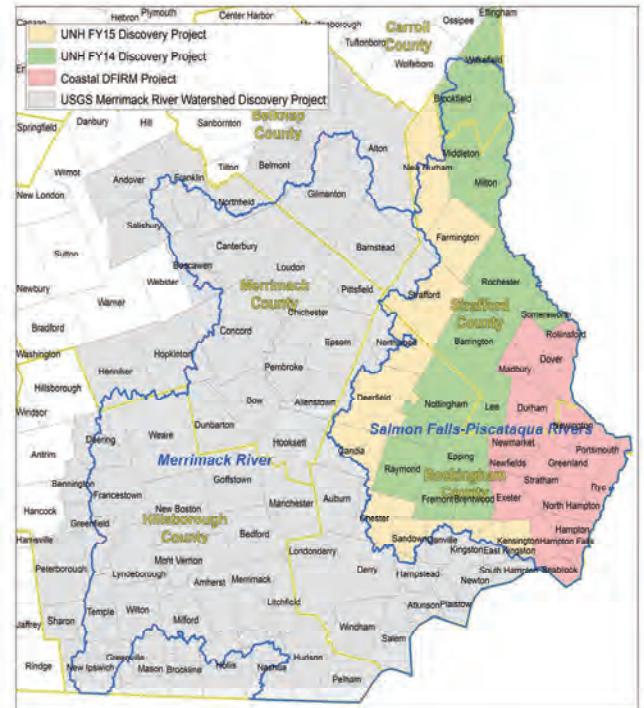 UNH FY15 Discovery Project
UNH FY14 Discovery Project
Coastal DFIRM Project
USGS Merrimack River Watershed Discovery Project
Hebron
Plymouth
Center Harbor
Ossipee
Effingham
Carroll
County
Tuftonboro
Wolfeboro
Wakefield
Brookfield
Springfield
Danbury
Hill
Sanbornton
Belknap
County
Alton
New Durham
Middleton
Wilmot
Tilton
Belmont
New London
Andover
Franklin
Northfield
Gilmanton
Milton
Salisbury
Canterbury
Barnstead
Farmington
Sutton
Boscawen
Loudon
Rochester
Newbury
Webster
Merrimack
County
Pittsfield
Strafford
Strafford
County
Somersworth
Warner
Chichester
Rollinsford
Bradford
Concord
Epsom
Northwood
Barrington
Dover
Washington
Hopkinton
Madbury
Henniker
Pembroke
Hillsborough
Bow
Allenstown
Deerfield
Nottingham
Lee
Durham
Windsor
Dunbarton
Newington
Deering
Weare
Hooksett
Salmon Falls-Piscataqua Rivers
Portsmouth
Antrim
Merrimack River
Candia
Newmarket
Epping
Newfields
Greenland
Bennington
Goffstown
Raymond
Rockingham
County
Stratham
Rye
Francestown
Manchester
Auburn
Fremont
Brentwood
Exeter
North Hampton
Hancock
New Boston
Chester
Greenfield
Hillsborough
County
Bedford
Hampton
Harrisville
Sandown
Danville
Kensington
Hampton Falls
Londonderry
Kingston
East Kingston
Peterborough
Mont Vernon
Derry
Hampstead
South Hampton
Seabrook
Lyndeborough
Amherst
Merrimack
Newton
Litchfield
Atkinson
Plaistow
Temple
Wilton
Jaffrey
Sharon
Milford
Windham
Salem
Greenville
Hudson
Rindge
New Ipswich
Mason
Brookline
Hollis
Nashua
Pelham